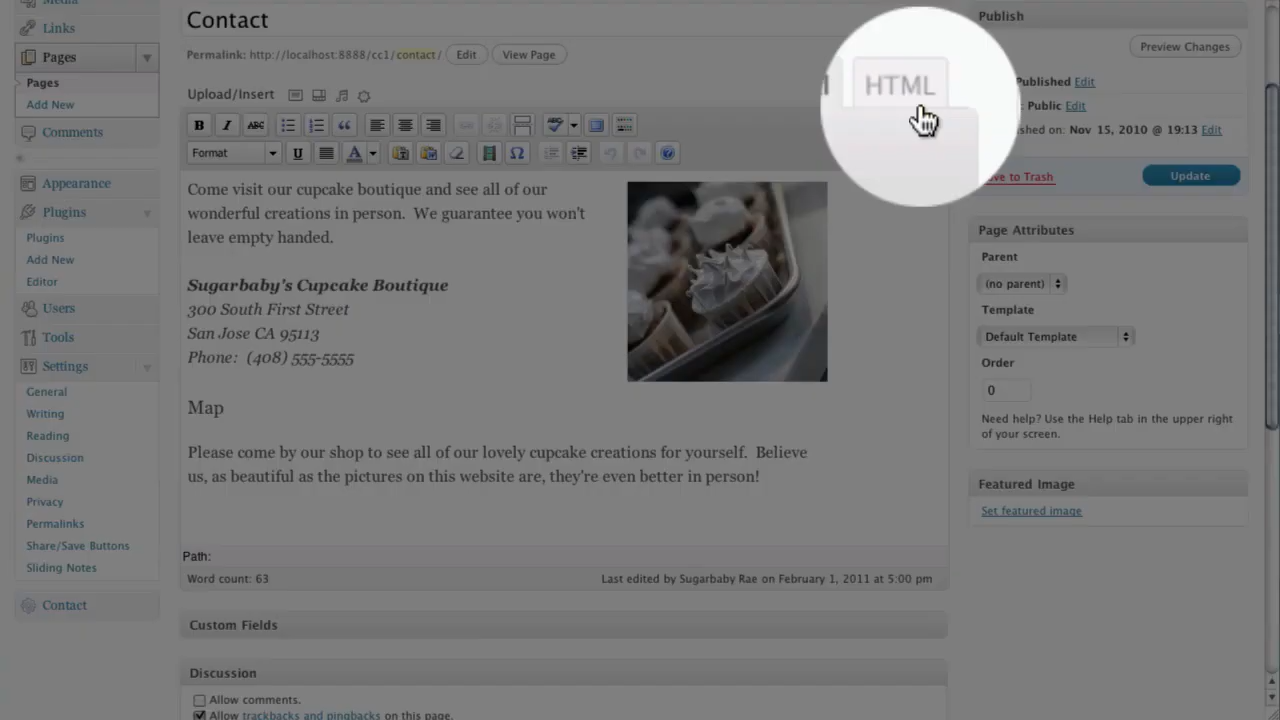 Media
Links
Pages
Pages
Add New
Comments
Appearance
Plugins
Plugins
Add New
Editor
Users
Tools
Settings
General
Writing
Reading
Discussion
Media
Privacy
Permalinks
Share/Save Buttons
Sliding Notes
Contact
Contact
Permalink: http://localhost:8888/cc1/contact/ Edit View Page
Upload/Insert
HTML
B I ABC
Format U A
Come visit our cupcake boutique and see all of our
wonderful creations in person. We guarantee you won't
leave empty handed.
Sugarbaby's Cupcake Boutique
300 South First Street
San Jose CA 95113
Phone: (408) 555-5555
Map
Please come by our shop to see all of our lovely cupcake creations for yourself. Believe
us, as beautiful as the pictures on this website are, they're even better in person!
Path:
Word count: 63 Last edited by Sugarbaby Rae on February 1, 2011 at 5:00 pm
Custom Fields
Discussion
Allow comments.
Allow trackbacks and pingbacks on this page.
Publish
Preview Changes
Published Edit
: Public Edit
shed on: Nov 15, 2010 @ 19:13 Edit
ve to Trash Update
Page Attributes
Parent
(no parent)
Template
Default Template
Order
0
Need help? Use the Help tab in the upper right
of your screen.
Featured Image
Set featured image